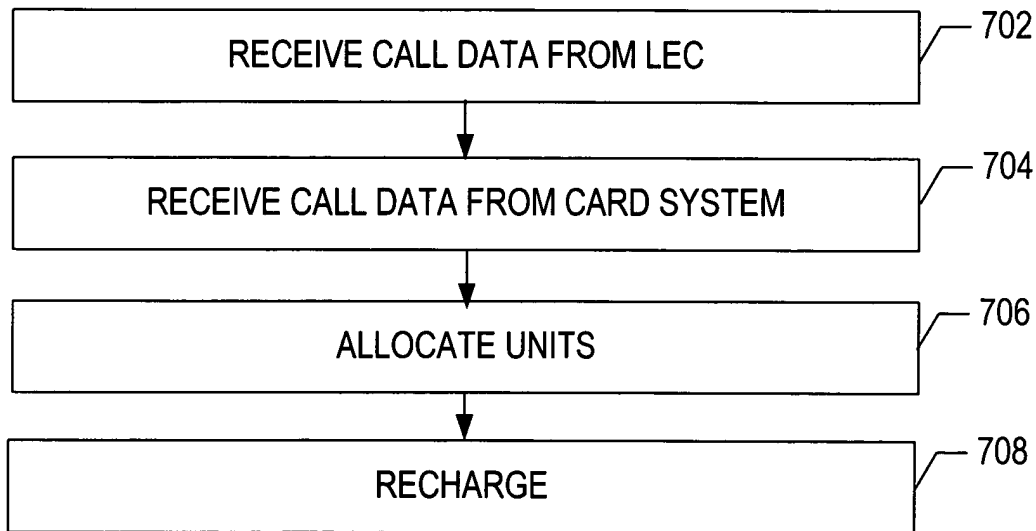 RECEIVE CALL DATA FROM LEC
702
RECEIVE CALL DATA FROM CARD SYSTEM
704
ALLOCATE UNITS
706
RECHARGE
708